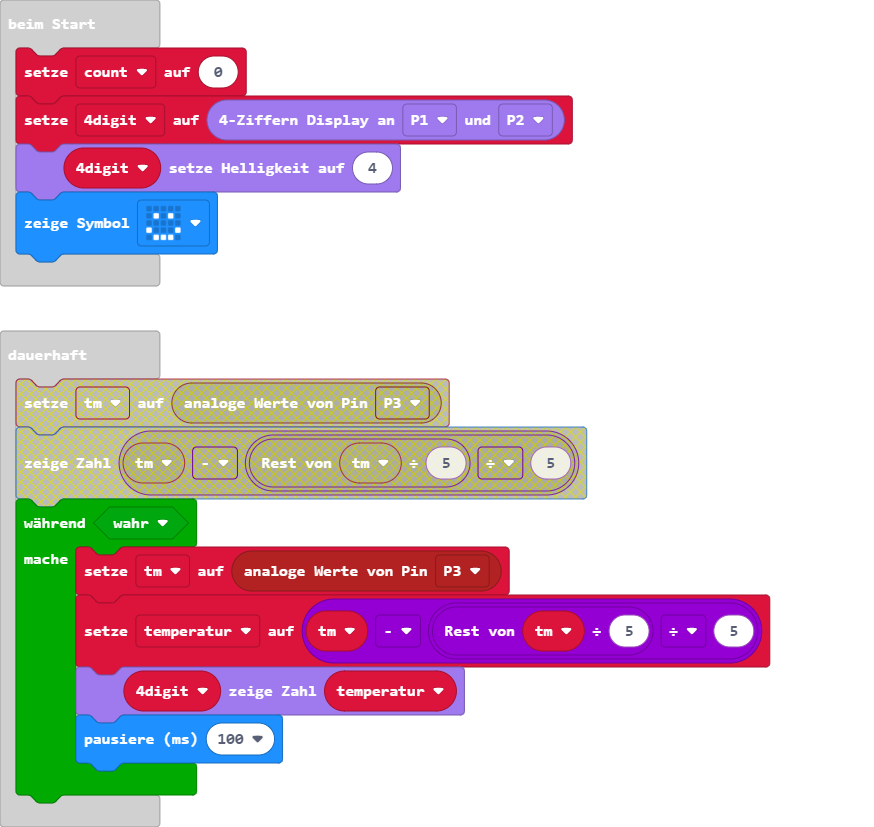 beim Start
setze count auf 0
setze 4digit auf 4-Ziffern Display an P1 und P2
4digit setze Helligkeit auf 4
zeige Symbol
dauerhaft
setze tm auf analoge Werte von Pin P3
zeige Zahl tm - Rest von tm ÷ 5 ÷ 5
während wahr
mache
setze tm auf analoge Werte von Pin P3
setze temperatur auf tm - Rest von tm ÷ 5 ÷ 5
4digit zeige Zahl temperatur
pausiere (ms) 100